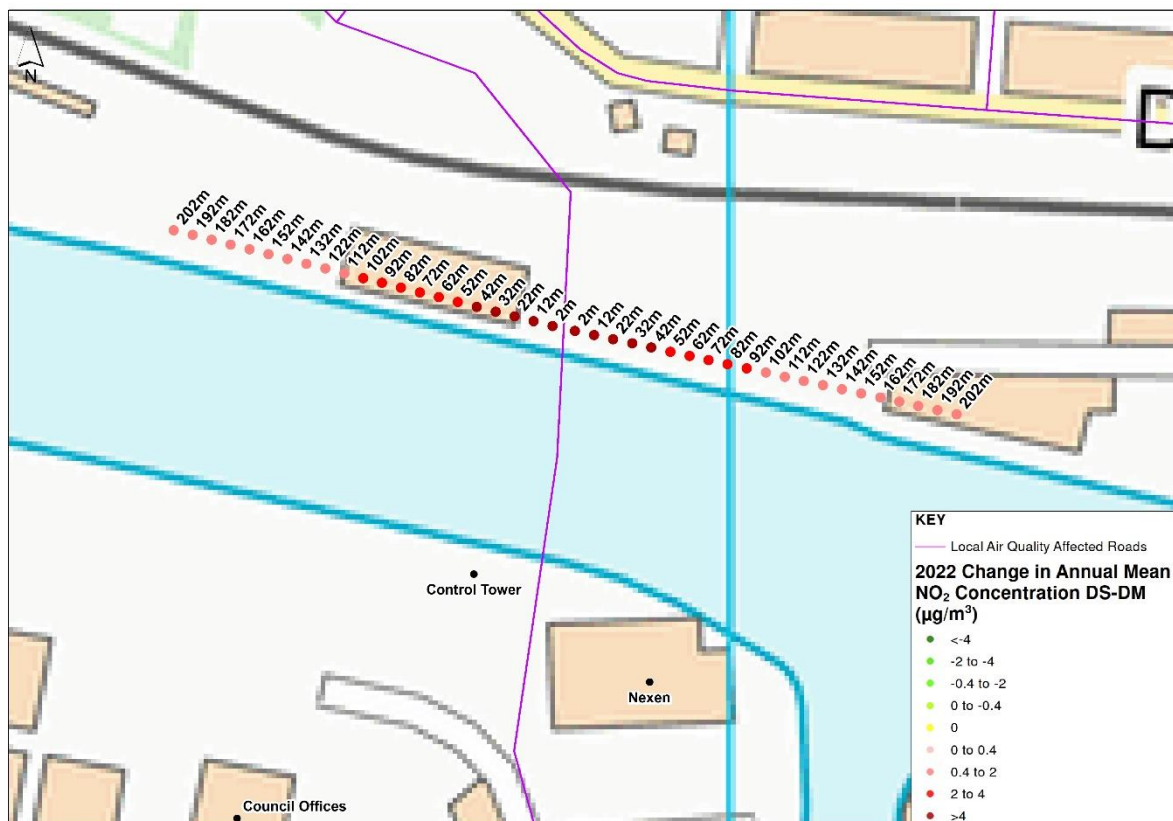 N
202m
192m
182m
172m
162m
152m
142m
132m
122m
112m
102m
92m
82m
72m
62m
52m
42m
32m
22m
12m
2m
2m
12m
22m
32m
42m
52m
62m
72m
82m
92m
102m
112m
122m
132m
142m
152m
162m
172m
182m
192m
202m
Control Tower
Nexen
Council Offices
KEY
Local Air Quality Affected Roads
2022 Change in Annual Mean
NO₂ Concentration DS-DM
(µg/m³)
<-4
-2 to -4
-0.4 to -2
0 to -0.4
0
0 to 0.4
0.4 to 2
2 to 4
>4